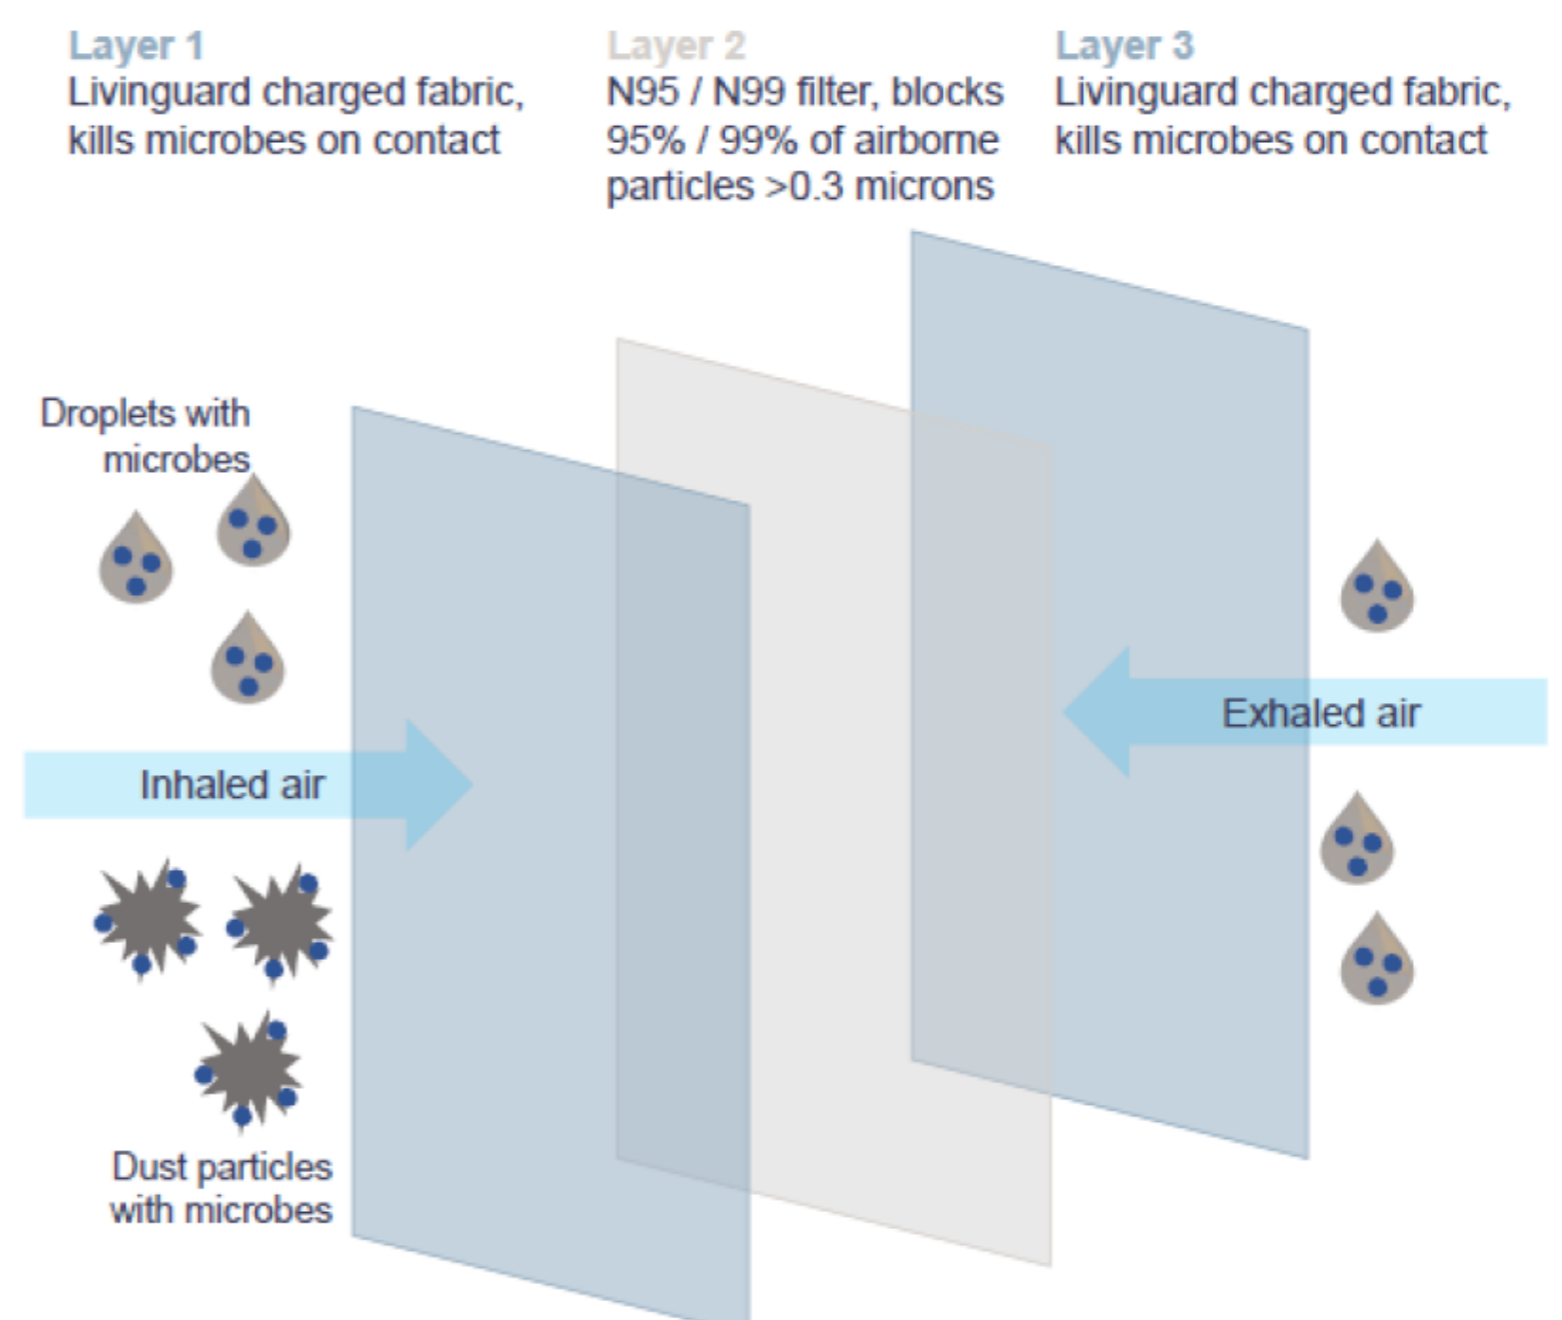 Layer 1
Livinguard charged fabric,
kills microbes on contact
Layer 2
N95 / N99 filter, blocks
95% / 99% of airborne
particles >0.3 microns
Layer 3
Livinguard charged fabric,
kills microbes on contact
Droplets with
microbes
Exhaled air
Inhaled air
Dust particles
with microbes